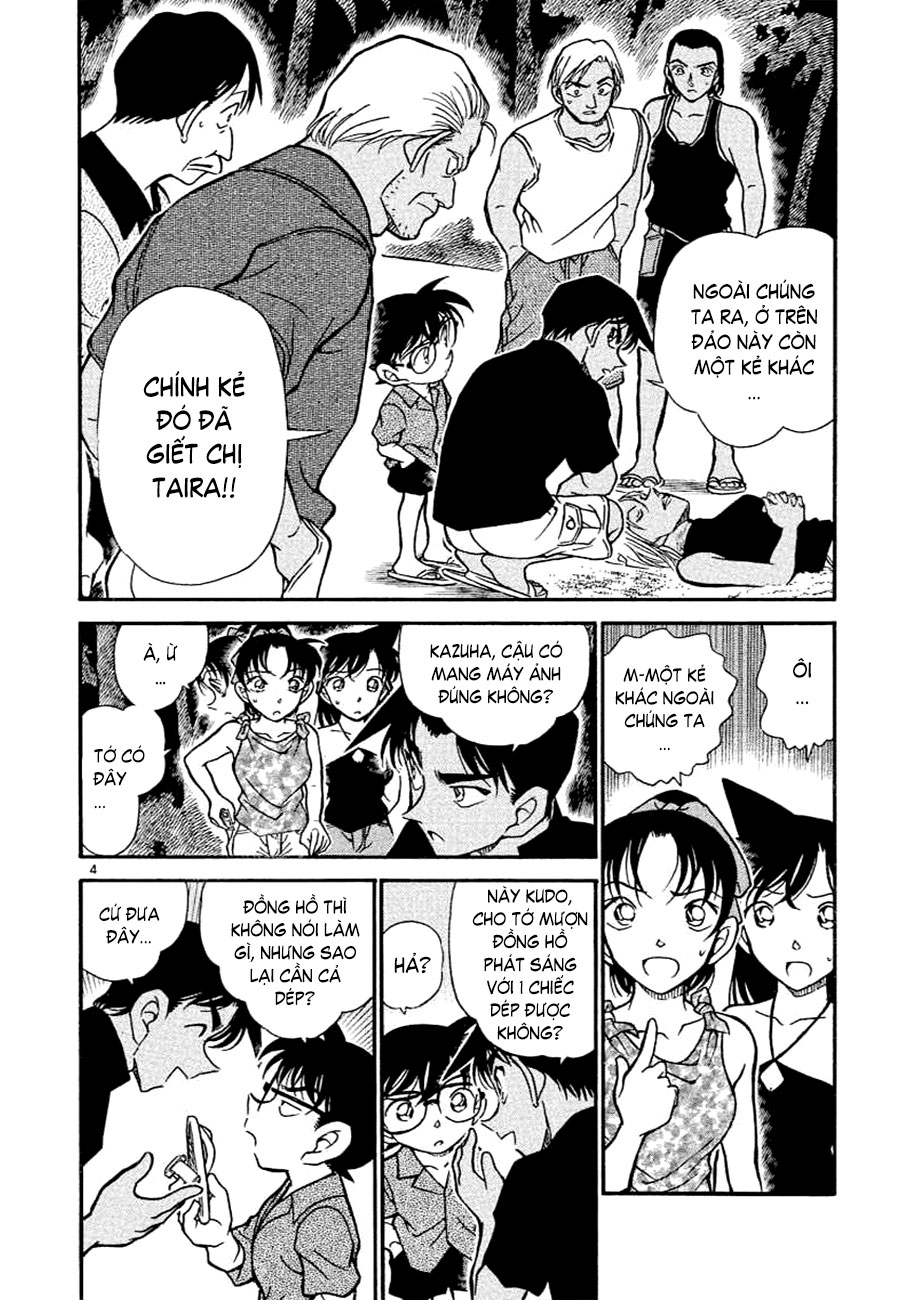 NGOÀI CHÚNG
TA RA, Ở TRÊN
ĐẢO NÀY CÒN
MỘT KẺ KHÁC
...
CHÍNH KẺ
ĐÓ ĐÃ
GIẾT CHỊ
TAIRA!!
ÔI
...
M-MỘT KẺ
KHÁC NGOÀI
CHÚNG TA
...
KAZUHA, CẬU CÓ
MANG MÁY ẢNH
ĐÚNG KHÔNG?
À, Ừ
...
TỚ CÓ
ĐÂY
...
4
NÀY KUDO,
CHO TỚ MƯỢN
ĐỒNG HỒ
PHÁT SÁNG
VỚI 1 CHIẾC
DÉP ĐƯỢC
KHÔNG?
HẢ?
ĐỒNG HỒ THÌ
KHÔNG NÓI LÀM
GÌ, NHƯNG SAO
LẠI CẦN CẢ
DÉP?
CỨ ĐƯA
ĐÂY...